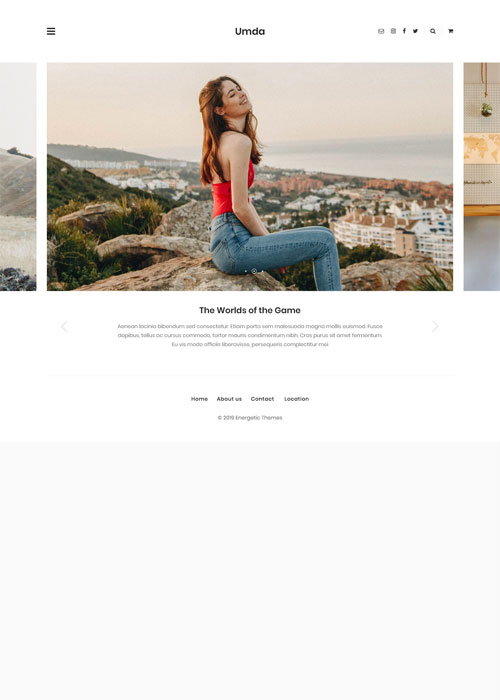 Umda
The Worlds of the Game
Aenean lacinia bibendum sed consectetur. Etiam porta sem malesuada magna mollis euismod. Fusce
dapibus, tellus ac cursus commodo, tortor mauris condimentum nibh. Cras purus sit amet fermentum
Eu vis modo officiis liberavisse, persequeris complectitur mei
Home About us Contact Location
© 2019 Energetic Themes